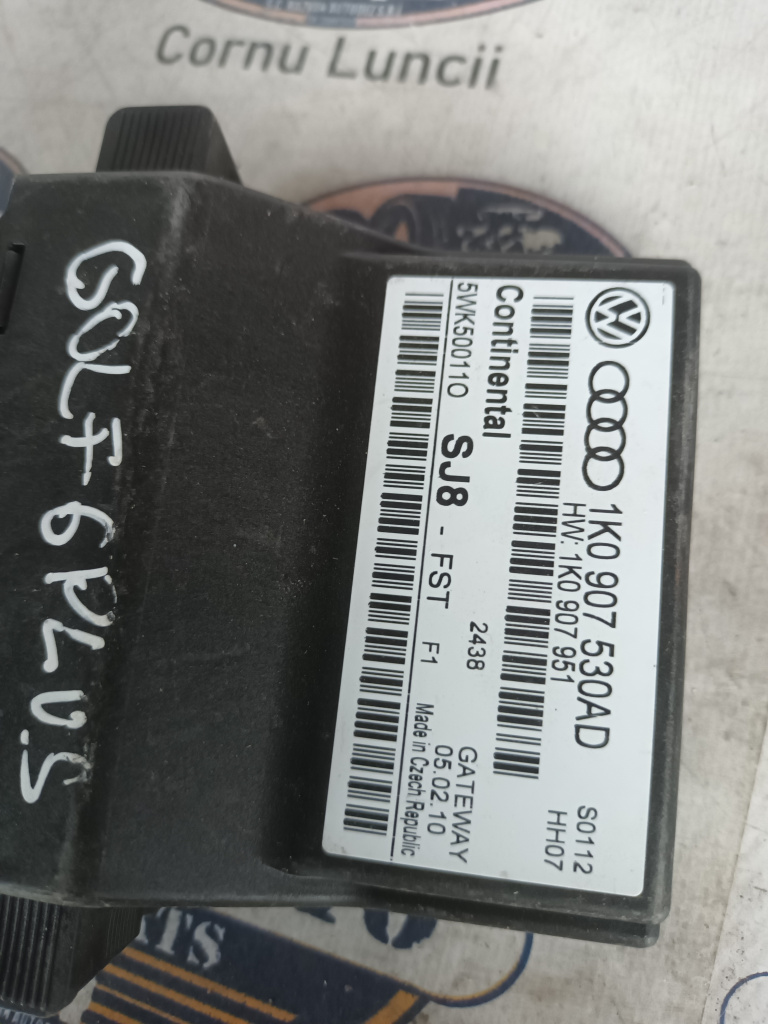 Cornu Luncii
GOLF 6 PLUS
1K0 907 530AD
HW: 1K0 907 951
S0112
HH07
Continental
5WK500110
2438
GATEWAY
05.02.10
SJ8 - FST F1
Made in Czech Republic